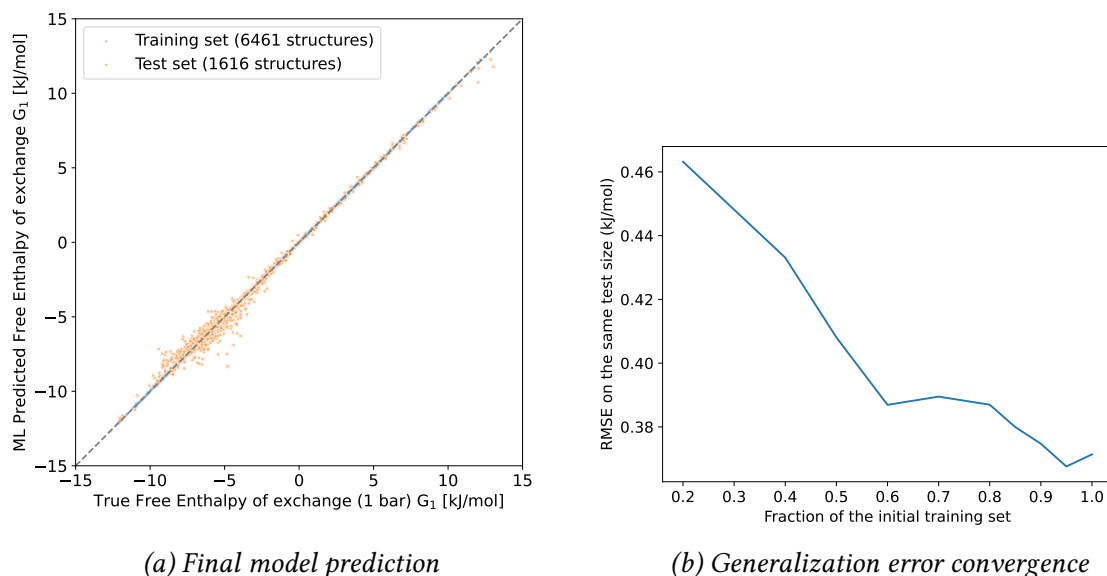 ML Predicted Free Enthalpy of exchange G₁ [kJ/mol]
15
10
5
0
−5
−10
−15
Training set (6461 structures)
Test set (1616 structures)
−15 −10 −5 0 5 10 15
True Free Enthalpy of exchange (1 bar) G₁ [kJ/mol]
(a) Final model prediction
RMSE on the same test size (kJ/mol)
0.46
0.44
0.42
0.40
0.38
0.2 0.3 0.4 0.5 0.6 0.7 0.8 0.9 1.0
Fraction of the initial training set
(b) Generalization error convergence